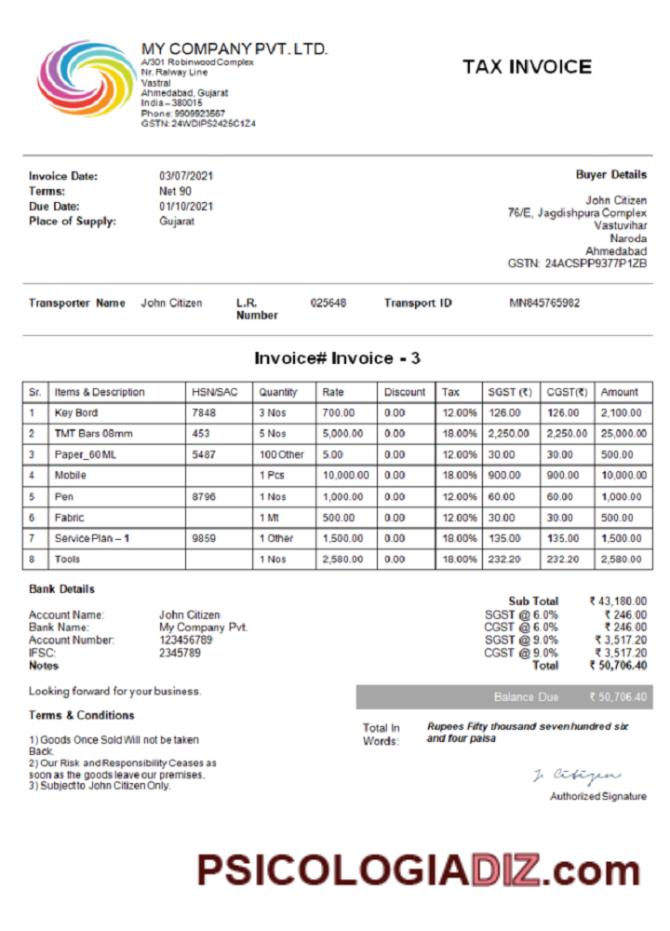 MY COMPANY PVT. LTD.
A/301 Robinwood Complex
Nr. Ralway Line
Vastral
Ahmedabad, Gujarat
India – 380015
Phone: 9909923567
GSTN: 24WDIPS2425C1Z4
TAX INVOICE
Invoice Date: 03/07/2021
Terms: Net 90
Due Date: 01/10/2021
Place of Supply: Gujarat
Buyer Details
John Citizen
76/E, Jagdishpura Complex
Vastuvihar
Naroda
Ahmedabad
GSTN: 24ACSPP9377P1ZB
Transporter Name John Citizen L.R. Number 025648 Transport ID MN845765982
Invoice# Invoice - 3
Sr. Items & Description HSN/SAC Quantity Rate Discount Tax SGST (₹) CGST(₹) Amount
1 Key Bord 7848 3 Nos 700.00 0.00 12.00% 126.00 126.00 2,100.00
2 TMT Bars 08mm 453 5 Nos 5,000.00 0.00 18.00% 2,250.00 2,250.00 25,000.00
3 Paper_60ML 5487 100 Other 5.00 0.00 12.00% 30.00 30.00 500.00
4 Mobile 1 Pcs 10,000.00 0.00 18.00% 900.00 900.00 10,000.00
5 Pen 8796 1 Nos 1,000.00 0.00 12.00% 60.00 60.00 1,000.00
6 Fabric 1 Mt 500.00 0.00 12.00% 30.00 30.00 500.00
7 Service Plan – 1 9859 1 Other 1,500.00 0.00 18.00% 135.00 135.00 1,500.00
8 Tools 1 Nos 2,580.00 0.00 18.00% 232.20 232.20 2,580.00
Bank Details
Account Name: John Citizen
Bank Name: My Company Pvt.
Account Number: 123456789
IFSC: 2345789
Notes
Looking forward for your business.
Terms & Conditions
1) Goods Once Sold Will not be taken
Back.
2) Our Risk and Responsibility Ceases as
soon as the goods leave our premises.
3) Subject to John Citizen Only.
Sub Total ₹ 43,180.00
SGST @ 6.0% ₹ 246.00
CGST @ 6.0% ₹ 246.00
SGST @ 9.0% ₹ 3,517.20
CGST @ 9.0% ₹ 3,517.20
Total ₹ 50,706.40
Balance Due ₹ 50,706.40
Total In Words: Rupees Fifty thousand seven hundred six
and four paisa
J. Citizen
Authorized Signature
PSICOLOGIADIZ.com